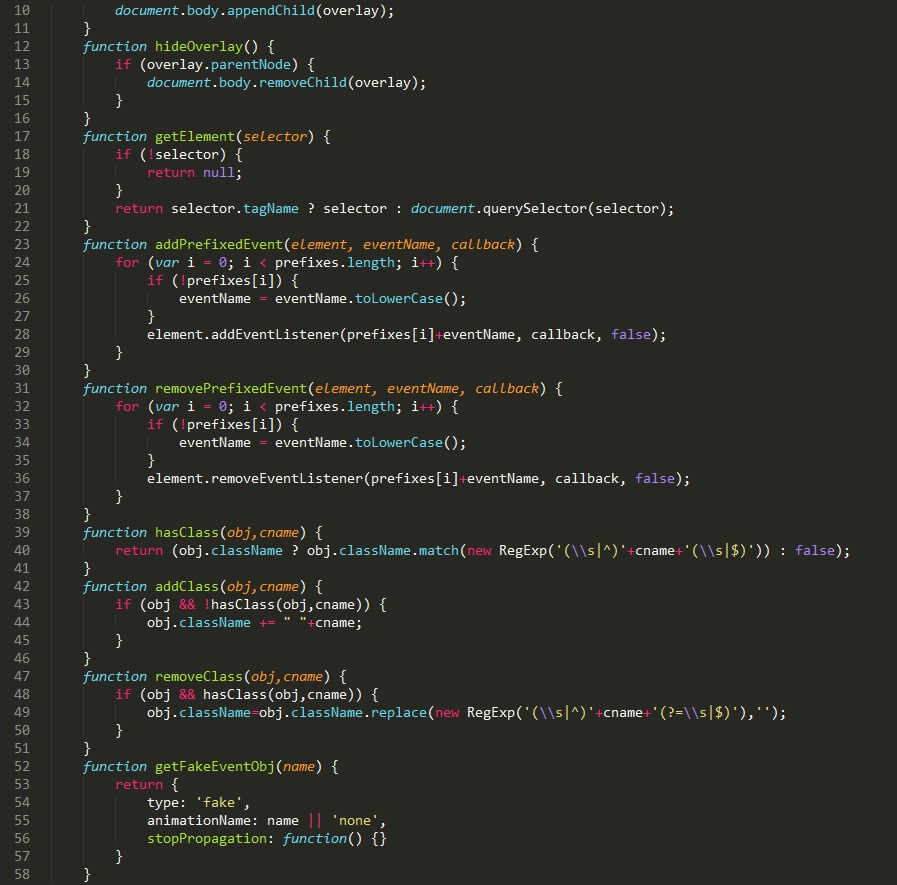 10 document.body.appendChild(overlay);
11 }
12 function hideOverlay() {
13 if (overlay.parentNode) {
14 document.body.removeChild(overlay);
15 }
16 }
17 function getElement(selector) {
18 if (!selector) {
19 return null;
20 }
21 return selector.tagName ? selector : document.querySelector(selector);
22 }
23 function addPrefixedEvent(element, eventName, callback) {
24 for (var i = 0; i < prefixes.length; i++) {
25 if (!prefixes[i]) {
26 eventName = eventName.toLowerCase();
27 }
28 element.addEventListener(prefixes[i]+eventName, callback, false);
29 }
30 }
31 function removePrefixedEvent(element, eventName, callback) {
32 for (var i = 0; i < prefixes.length; i++) {
33 if (!prefixes[i]) {
34 eventName = eventName.toLowerCase();
35 }
36 element.removeEventListener(prefixes[i]+eventName, callback, false);
37 }
38 }
39 function hasClass(obj,cname) {
40 return (obj.className ? obj.className.match(new RegExp('(\\s|^)'+cname+'(\\s|$)')) : false);
41 }
42 function addClass(obj,cname) {
43 if (obj && !hasClass(obj,cname)) {
44 obj.className += " "+cname;
45 }
46 }
47 function removeClass(obj,cname) {
48 if (obj && hasClass(obj,cname)) {
49 obj.className=obj.className.replace(new RegExp('(\\s|^)'+cname+'(?=\\s|$)'),'');
50 }
51 }
52 function getFakeEventObj(name) {
53 return {
54 type: 'fake',
55 animationName: name || 'none',
56 stopPropagation: function() {}
57 }
58 }